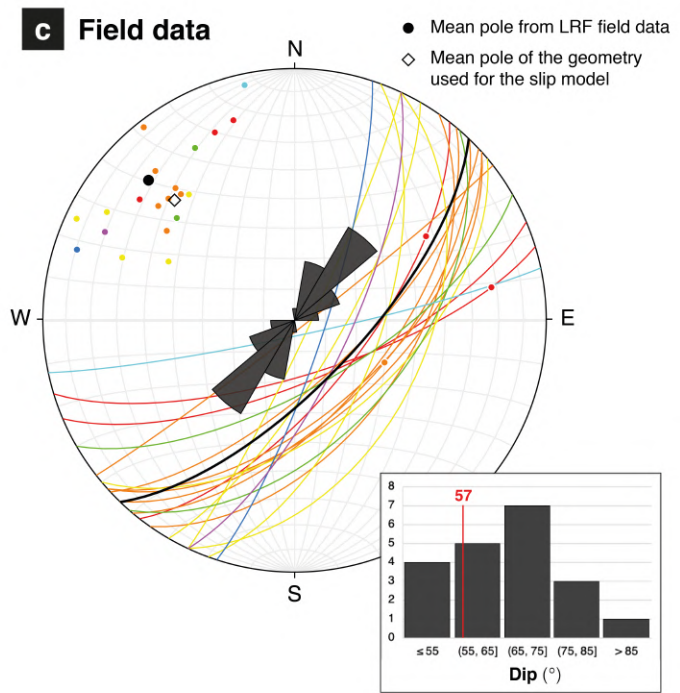 c Field data
Mean pole from LRF field data
Mean pole of the geometry
used for the slip model
N
W
E
S
8
7
6
5
4
3
2
1
0
57
≤ 55 (55, 65] (65, 75] (75, 85] > 85
Dip (°)